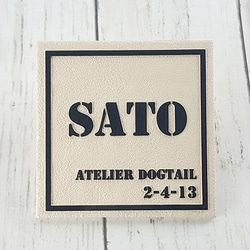 SATO
ATELIER DOGTAIL
2-4-13